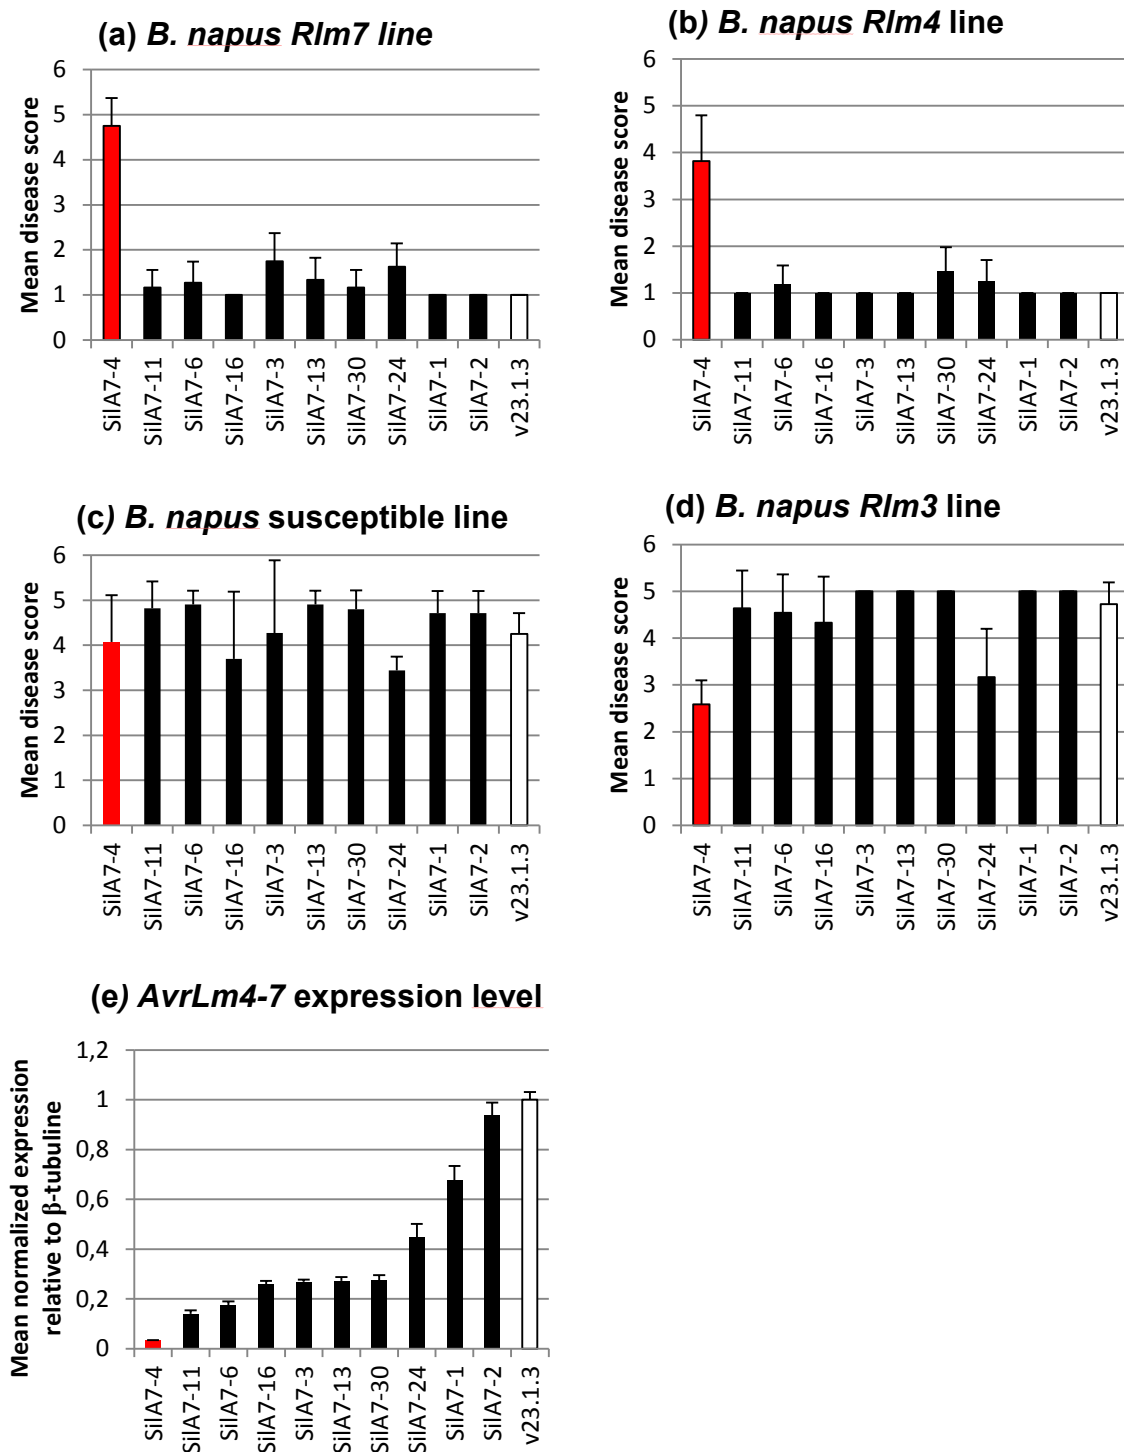 (a) B. napus Rlm7 line
Mean disease score
6
5
4
3
2
1
0
SilA7-4
SilA7-11
SilA7-6
SilA7-16
SilA7-3
SilA7-13
SilA7-30
SilA7-24
SilA7-1
SilA7-2
v23.1.3
(b) B. napus Rlm4 line
Mean disease score
6
5
4
3
2
1
0
SilA7-4
SilA7-11
SilA7-6
SilA7-16
SilA7-3
SilA7-13
SilA7-30
SilA7-24
SilA7-1
SilA7-2
v23.1.3
(c) B. napus susceptible line
Mean disease score
6
5
4
3
2
1
0
SilA7-4
SilA7-11
SilA7-6
SilA7-16
SilA7-3
SilA7-13
SilA7-30
SilA7-24
SilA7-1
SilA7-2
v23.1.3
(d) B. napus Rlm3 line
Mean disease score
6
5
4
3
2
1
0
SilA7-4
SilA7-11
SilA7-6
SilA7-16
SilA7-3
SilA7-13
SilA7-30
SilA7-24
SilA7-1
SilA7-2
v23.1.3
(e) AvrLm4-7 expression level
Mean normalized expression
relative to β-tubuline
1,2
1
0,8
0,6
0,4
0,2
0
SilA7-4
SilA7-11
SilA7-6
SilA7-16
SilA7-3
SilA7-13
SilA7-30
SilA7-24
SilA7-1
SilA7-2
v23.1.3